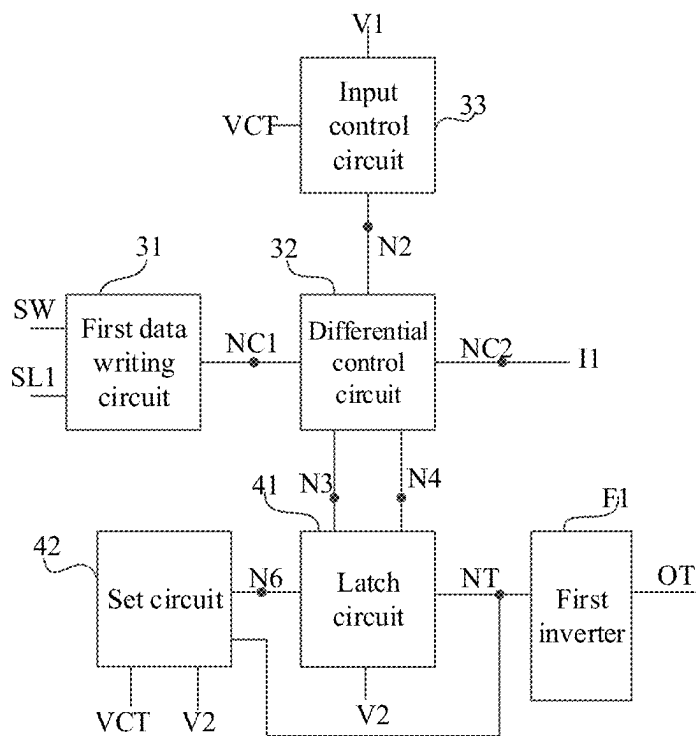 V1
Input
control
circuit
VCT
33
N2
31
32
SW
SL1
First data
writing
circuit
NC1
Differential
control
circuit
NC2
I1
N3
N4
41
F1
42
Set circuit
N6
Latch
circuit
NT
First
inverter
OT
VCT
V2
V2